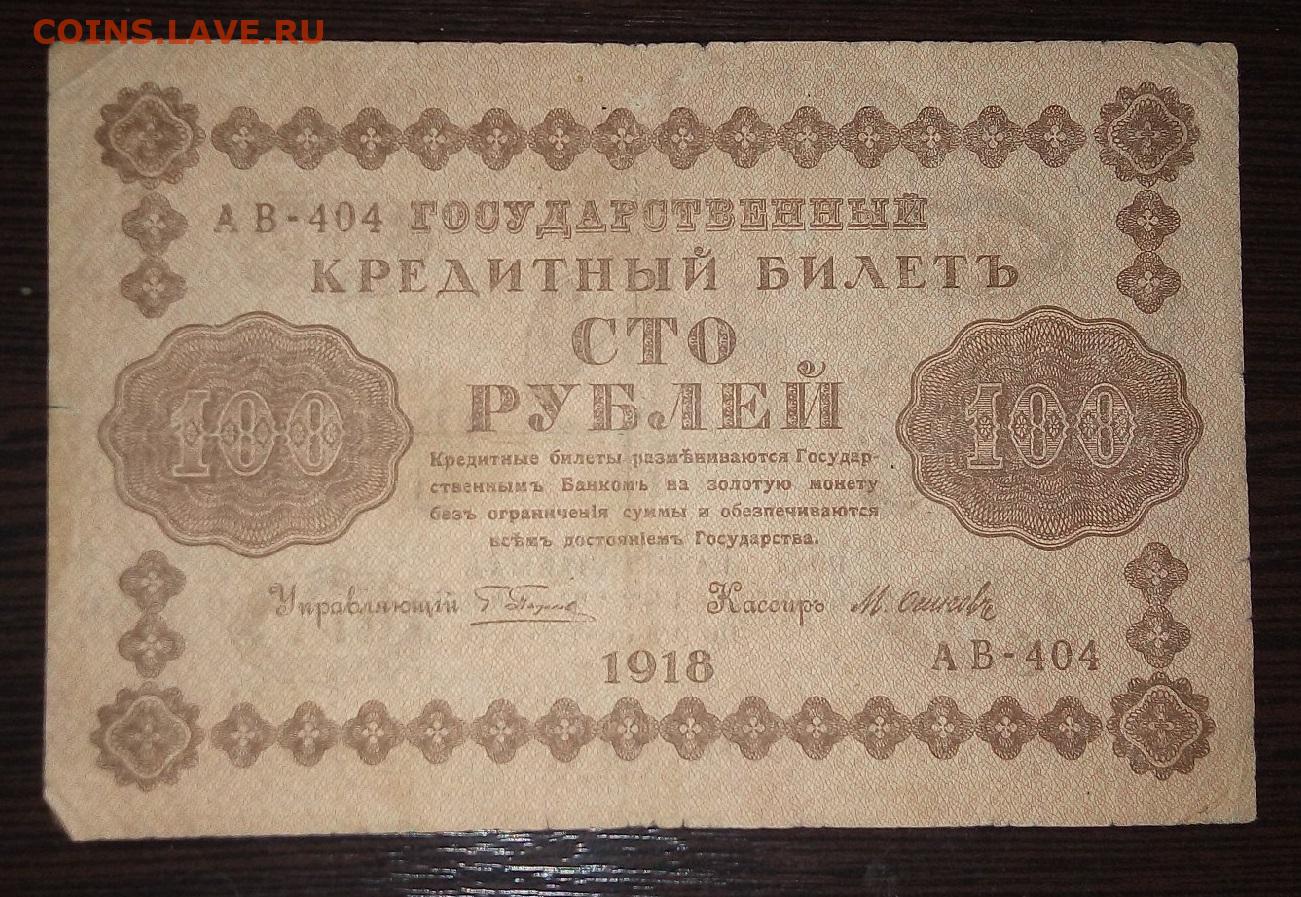 COINS.LAVE.RU
АВ-404 ГОСУДАРСТВЕННЫЙ
КРЕДИТНЫЙ БИЛЕТЪ
СТО
РУБЛЕЙ
100
100
Кредитные билеты размѣниваются Государ-
ственнымъ Банкомъ на золотую монету
безъ ограниченія суммы и обезпечиваются
всѣмъ достояніемъ Государства.
Управляющій Кассиръ М. Осиповъ
1918
АВ-404